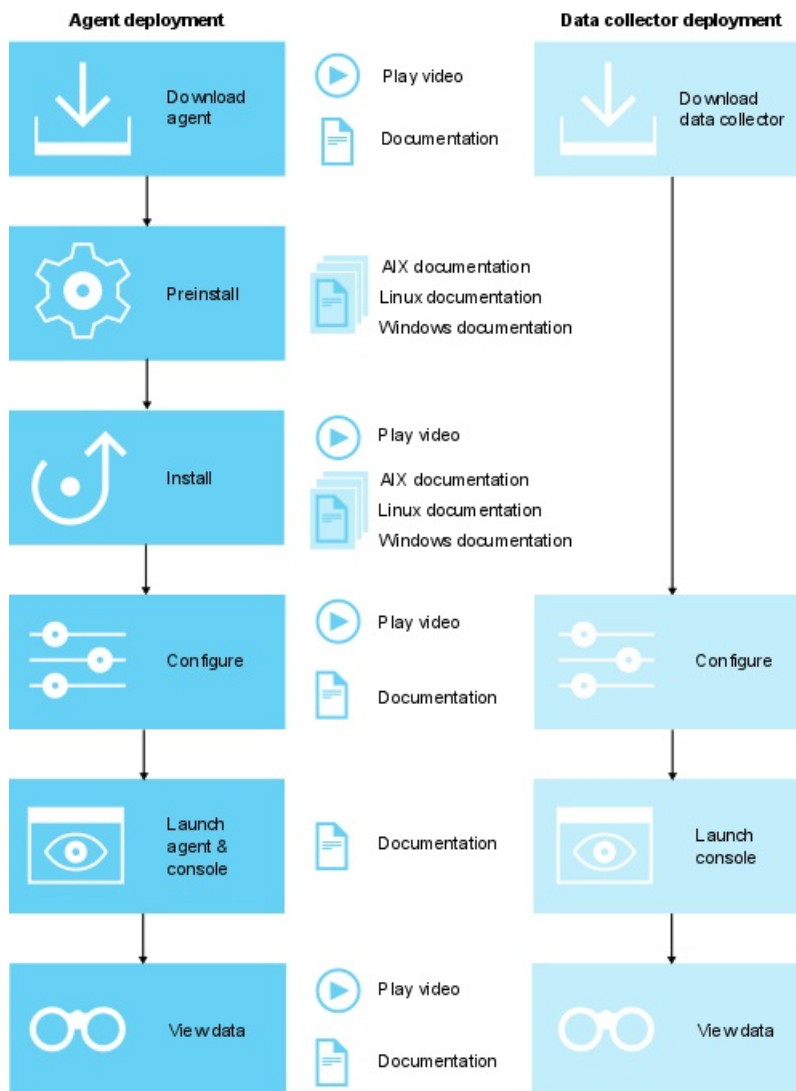 Agent deployment
Data collector deployment
Download
agent
Play video
Documentation
Download
data collector
Preinstall
AIX documentation
Linux documentation
Windows documentation
Install
Play video
AIX documentation
Linux documentation
Windows documentation
Configure
Play video
Documentation
Configure
Launch
agent &
console
Documentation
Launch
console
View data
Play video
Documentation
View data